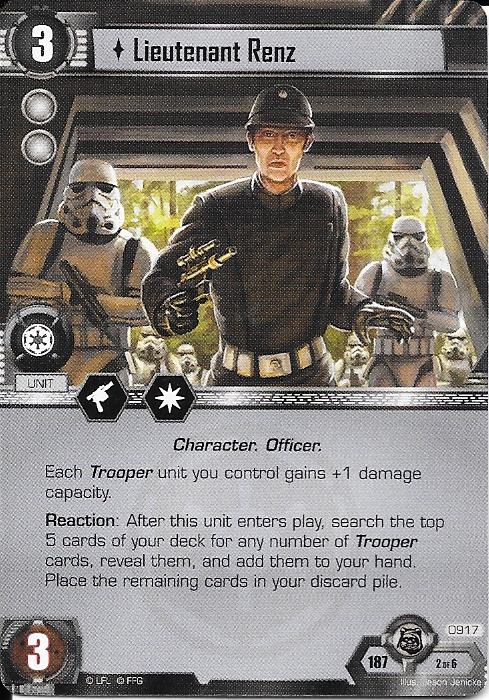 3
Lieutenant Renz
UNIT
Character. Officer.
Each Trooper unit you control gains +1 damage
capacity.
Reaction: After this unit enters play, search the top
5 cards of your deck for any number of Trooper
cards, reveal them, and add them to your hand.
Place the remaining cards in your discard pile.
0917
3
187
2 OF 6
© LFL © FFG
Illus. Jason Jenicke